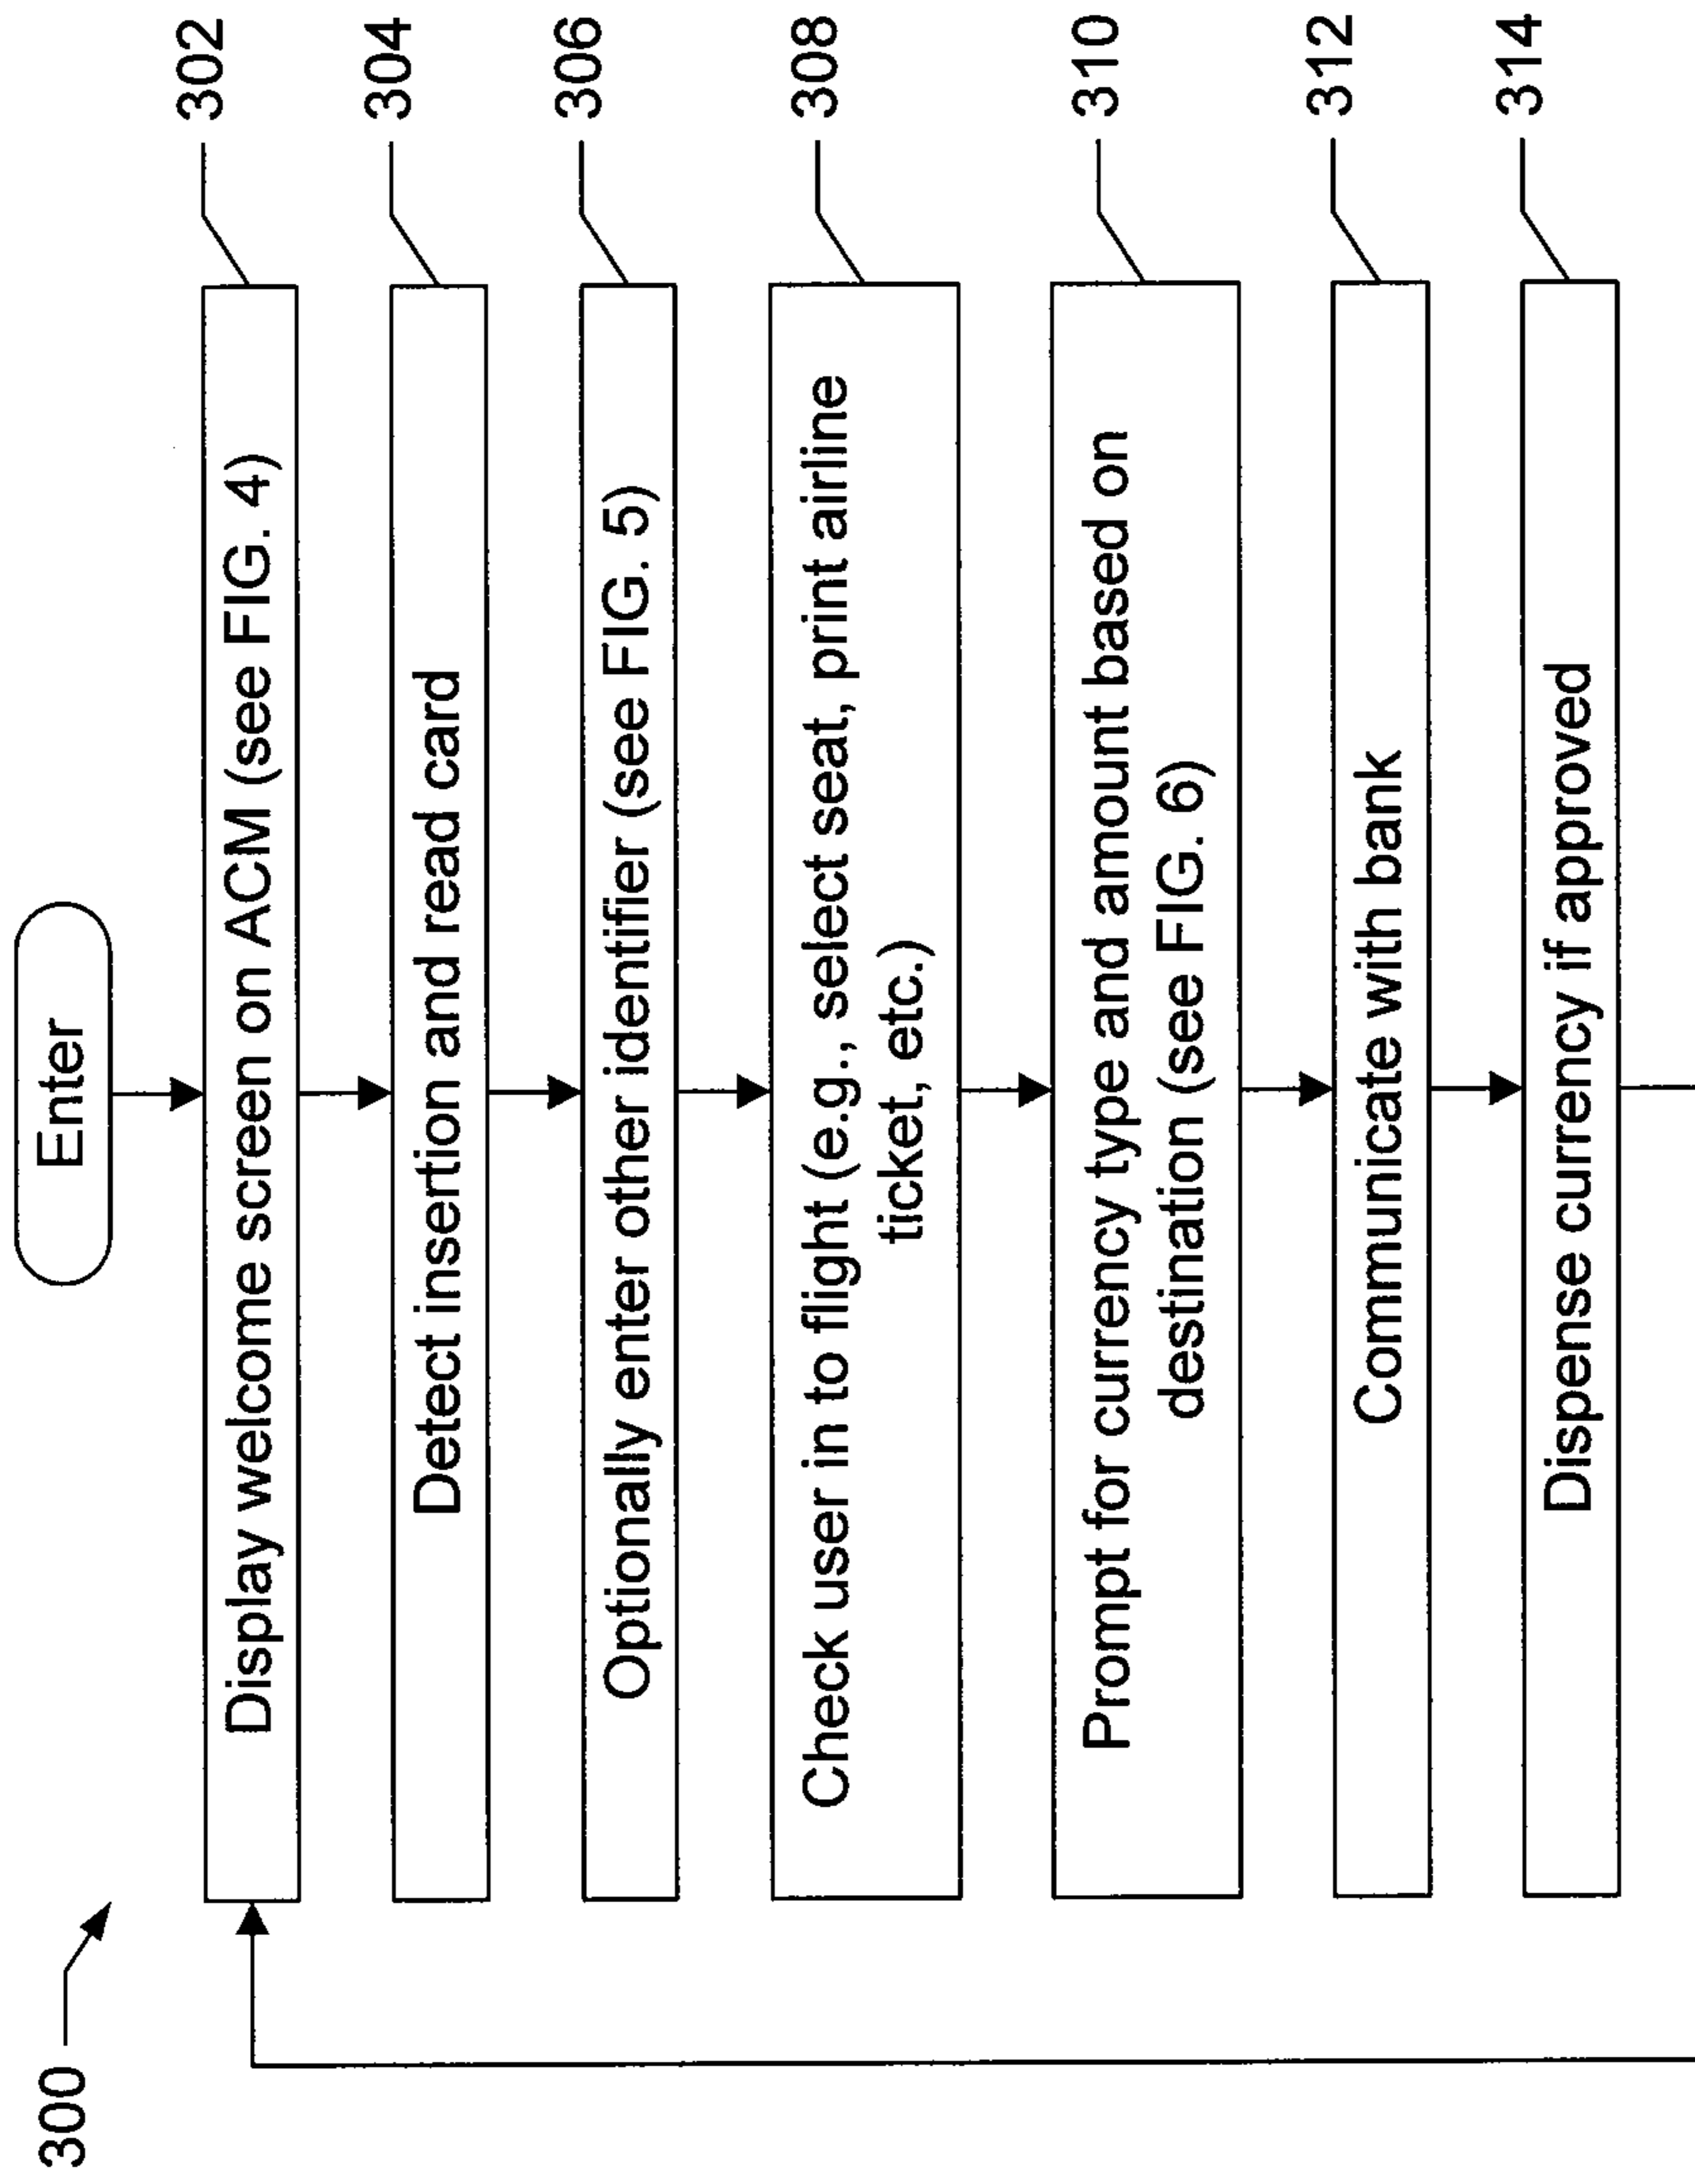 300
Enter
Display welcome screen on ACM (see FIG. 4)
302
Detect insertion and read card
304
Optionally enter other identifier (see FIG. 5)
306
Check user in to flight (e.g., select seat, print airline
ticket, etc.)
308
Prompt for currency type and amount based on
destination (see FIG. 6)
310
Communicate with bank
312
Dispense currency if approved
314